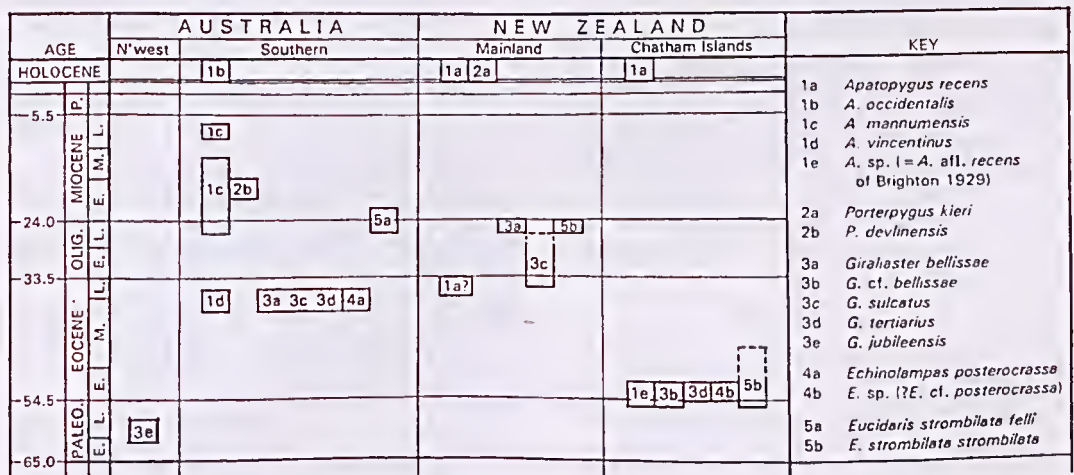 AUSTRALIA NEW ZEALAND
AGE N'west Southern Mainland Chatham Islands KEY
HOLOCENE 1b 1a 2a 1a
1a Apatopygus recens
1b A. occidentalis
1c A mannumensis
1d A. vincentinus
1e A. sp. (= A. afl. recens
of Brighton 1929)
2a Porterpygus kieri
2b P. devlinensis
3a Giraliaster bellissae
3b G. cf. bellissae
3c G. sulcatus
3d G. tertiarius
3e G. jubileensis
4a Echinolampas posterocrassa
4b E. sp. (?E. cf. posterocrassa)
5a Eucidaris strombilata felli
5b E. strombilata strombilata
P.
5.5
MIOCENE L. M. E.
1c
1c 2b
5a
24.0
3a 5b
OLIG. L. E.
3c
33.5
1a?
EOCENE L. M. E.
1d 3a 3c 3d 4a
1e 3b 3d 4b 5b
54.5
PALEO. L. E.
3e
65.0